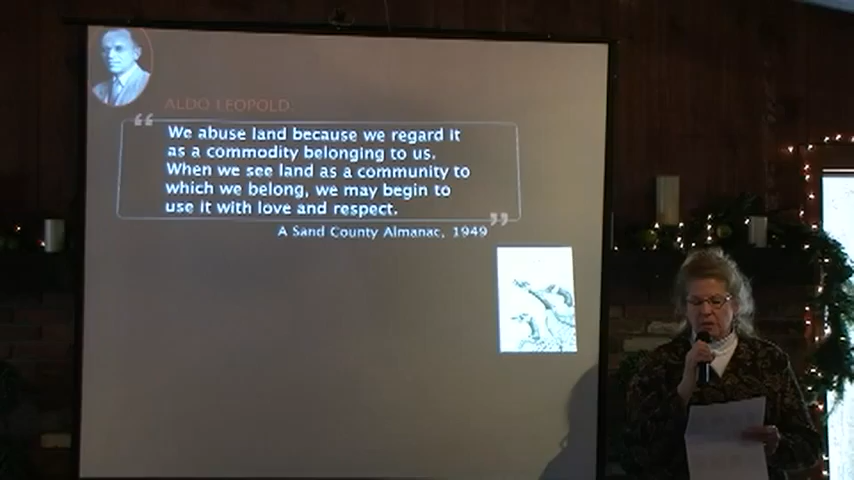 ALDO LEOPOLD
“
We abuse land because we regard it
as a commodity belonging to us.
When we see land as a community to
which we belong, we may begin to
use it with love and respect.
”
A Sand County Almanac, 1949